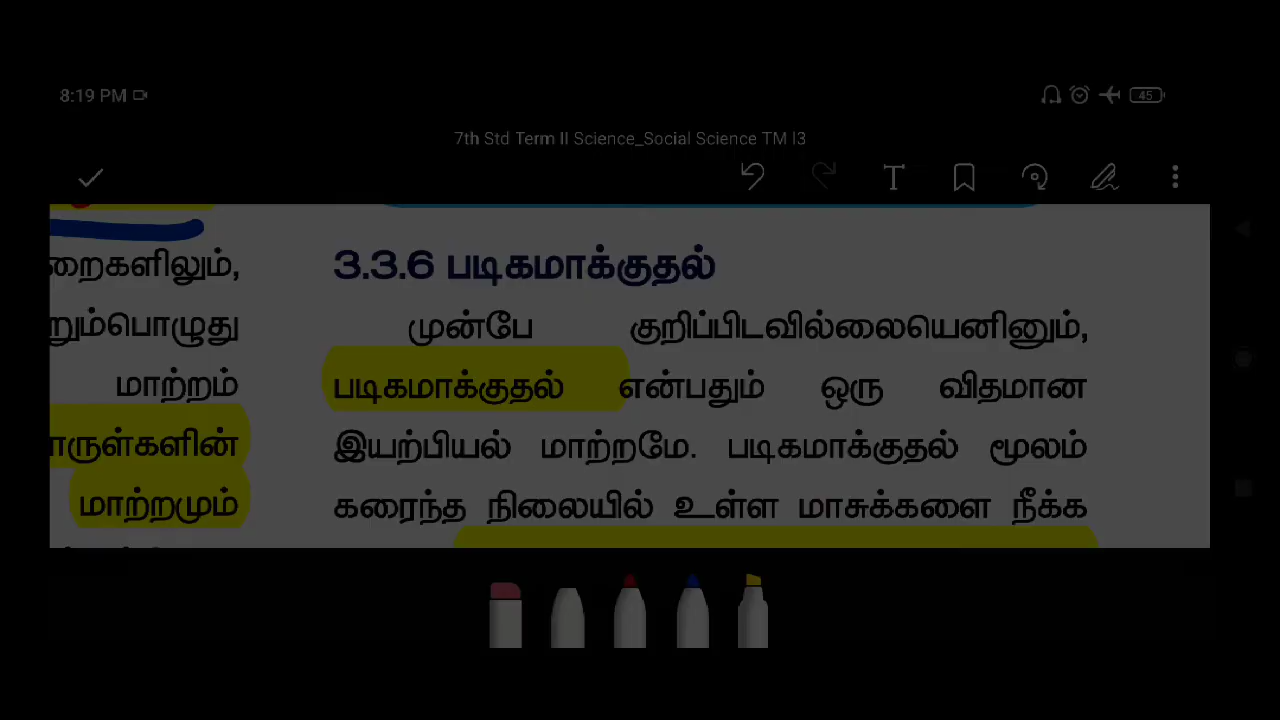 8:19 PM
45
7th Std Term II Science_Social Science TM I3
றைகளிலும்,
றும்பொழுது
மாற்றம்
ருள்களின்
மாற்றமும்
3.3.6 படிகமாக்குதல்
முன்பே குறிப்பிடவில்லையெனினும்,
படிகமாக்குதல் என்பதும் ஒரு விதமான
இயற்பியல் மாற்றமே. படிகமாக்குதல் மூலம்
கரைந்த நிலையில் உள்ள மாசுக்களை நீக்க